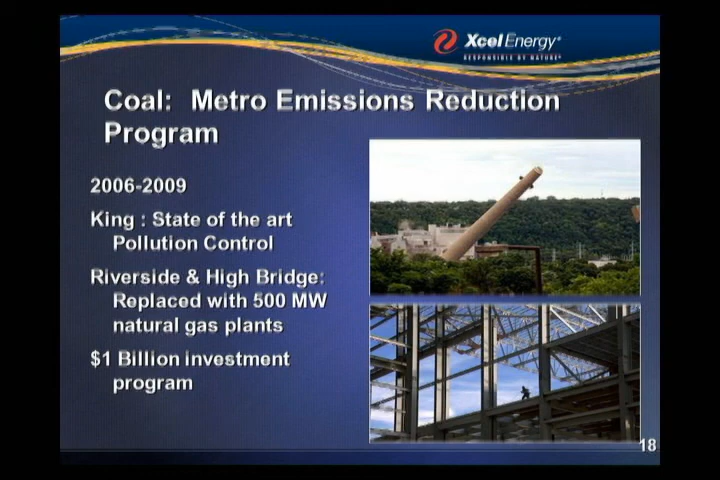 Xcel Energy®
RESPONSIBLE BY NATURE®
Coal: Metro Emissions Reduction
Program
2006-2009
King : State of the art
Pollution Control
Riverside & High Bridge:
Replaced with 500 MW
natural gas plants
$1 Billion investment
program
18